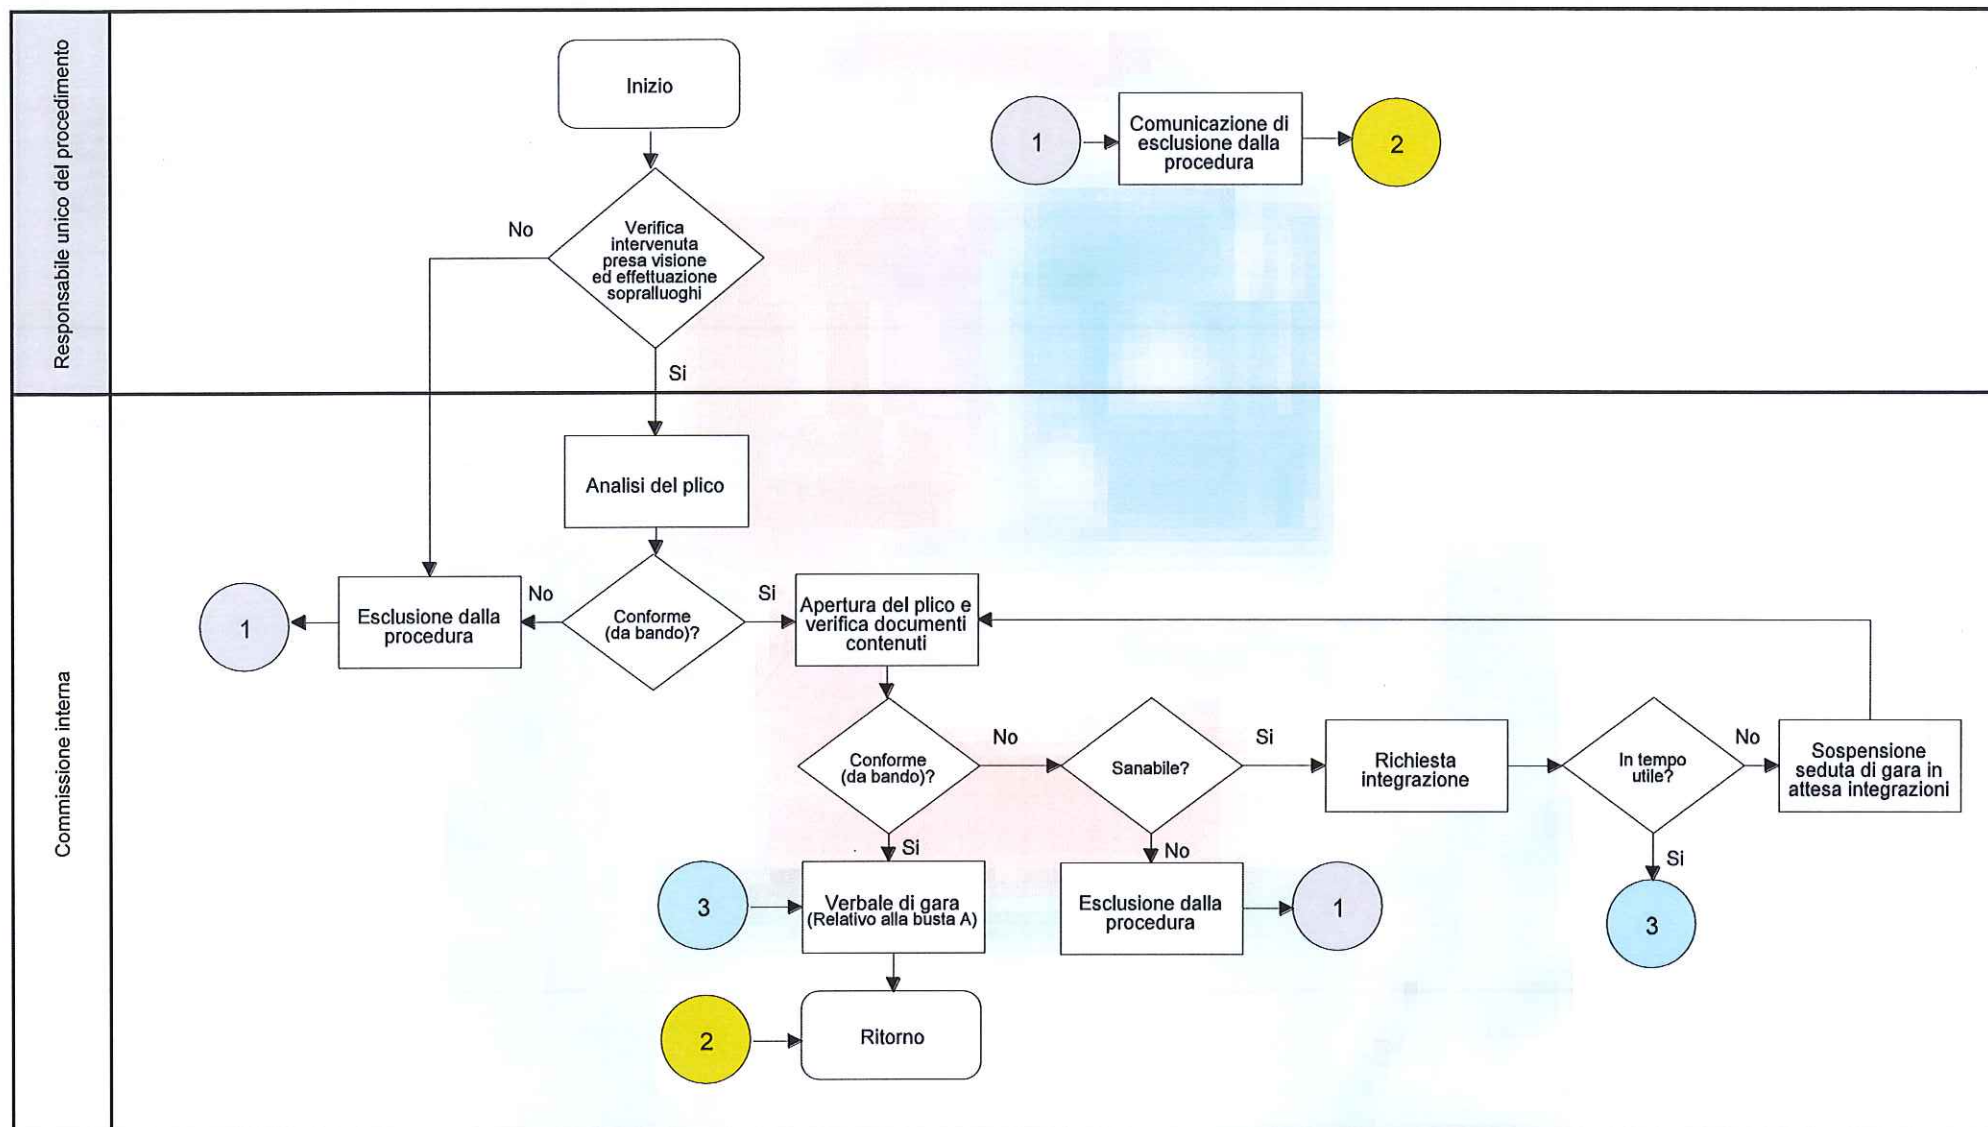 Responsabile unico del procedimento
Inizio
1
Comunicazione di
esclusione dalla
procedura
2
No
Verifica
intervenuta
presa visione
ed effettuazione
sopralluoghi
Si
Commissione interna
Analisi del plico
1
Esclusione dalla
procedura
No
Conforme
(da bando)?
Si
Apertura del plico e
verifica documenti
contenuti
Conforme
(da bando)?
No
Sanabile?
Si
Richiesta
integrazione
In tempo
utile?
No
Sospensione
seduta di gara in
attesa integrazioni
Si
No
Si
3
Verbale di gara
(Relativo alla busta A)
Esclusione dalla
procedura
1
3
2
Ritorno